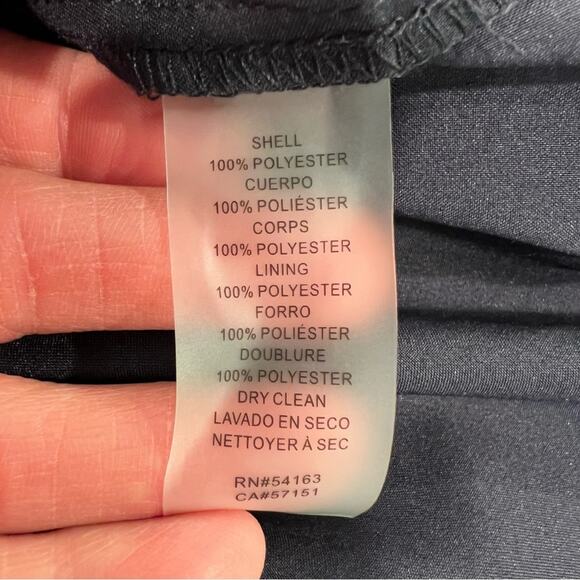 SHELL
100% POLYESTER
CUERPO
100% POLIÉSTER
CORPS
100% POLYESTER
LINING
100% POLYESTER
FORRO
100% POLIÉSTER
DOUBLURE
100% POLYESTER
DRY CLEAN
LAVADO EN SECO
NETTOYER À SEC
RN#54163
CA#57151